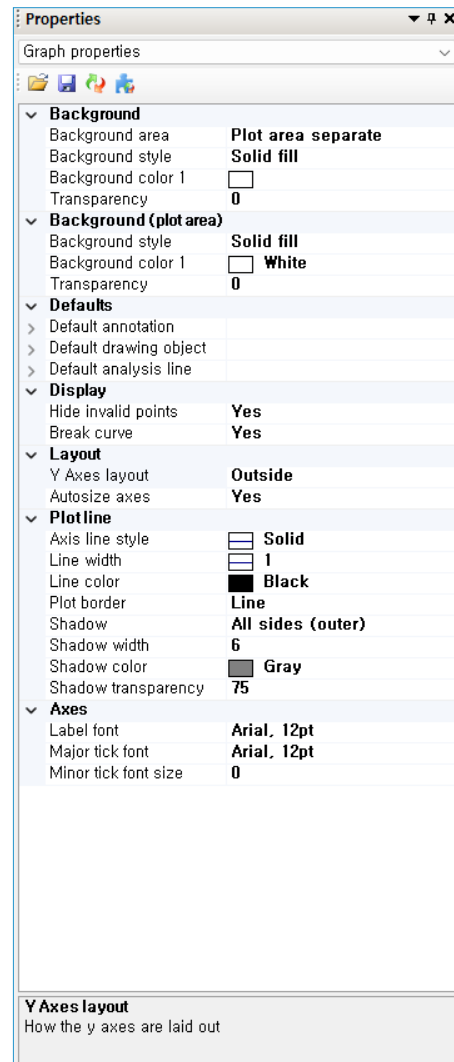 Properties
Graph properties
Background
Background area Plot area separate
Background style Solid fill
Background color 1
Transparency 0
Background (plot area)
Background style Solid fill
Background color 1 White
Transparency 0
Defaults
Default annotation
Default drawing object
Default analysis line
Display
Hide invalid points Yes
Break curve Yes
Layout
Y Axes layout Outside
Autosize axes Yes
Plot line
Axis line style Solid
Line width 1
Line color Black
Plot border Line
Shadow All sides (outer)
Shadow width 6
Shadow color Gray
Shadow transparency 75
Axes
Label font Arial, 12pt
Major tick font Arial, 12pt
Minor tick font size 0
Y Axes layout
How the y axes are laid out